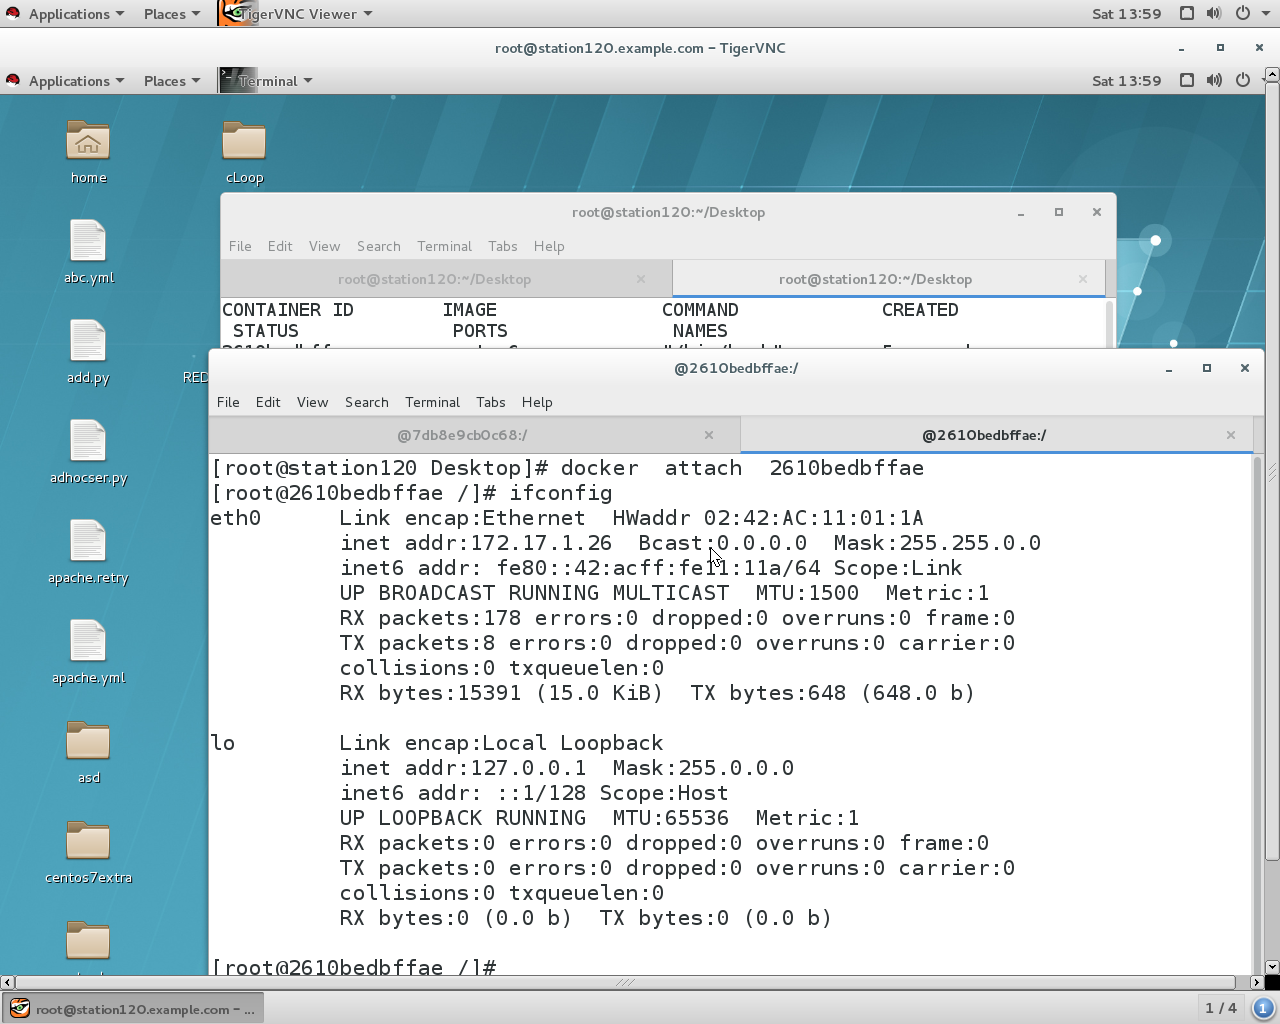 Applications Places TigerVNC Viewer Sat 13:59
root@station120.example.com - TigerVNC
Applications Places Terminal Sat 13:59
home
cLoop
abc.yml
add.py
RED
adhocser.py
apache.retry
apache.yml
asd
centos7extra
root@station120:~/Desktop
File Edit View Search Terminal Tabs Help
root@station120:~/Desktop root@station120:~/Desktop
CONTAINER ID IMAGE COMMAND CREATED
STATUS PORTS NAMES
@2610bedbffae:/
File Edit View Search Terminal Tabs Help
@7db8e9cb0c68:/ @2610bedbffae:/
[root@station120 Desktop]# docker  attach  2610bedbffae
[root@2610bedbffae /]# ifconfig
eth0      Link encap:Ethernet  HWaddr 02:42:AC:11:01:1A
          inet addr:172.17.1.26  Bcast:0.0.0.0  Mask:255.255.0.0
          inet6 addr: fe80::42:acff:fe11:11a/64 Scope:Link
          UP BROADCAST RUNNING MULTICAST  MTU:1500  Metric:1
          RX packets:178 errors:0 dropped:0 overruns:0 frame:0
          TX packets:8 errors:0 dropped:0 overruns:0 carrier:0
          collisions:0 txqueuelen:0
          RX bytes:15391 (15.0 KiB)  TX bytes:648 (648.0 b)
lo        Link encap:Local Loopback
          inet addr:127.0.0.1  Mask:255.0.0.0
          inet6 addr: ::1/128 Scope:Host
          UP LOOPBACK RUNNING  MTU:65536  Metric:1
          RX packets:0 errors:0 dropped:0 overruns:0 frame:0
          TX packets:0 errors:0 dropped:0 overruns:0 carrier:0
          collisions:0 txqueuelen:0
          RX bytes:0 (0.0 b)  TX bytes:0 (0.0 b)
[root@2610bedbffae /]#
root@station120.example.com - ... 1 / 4 1